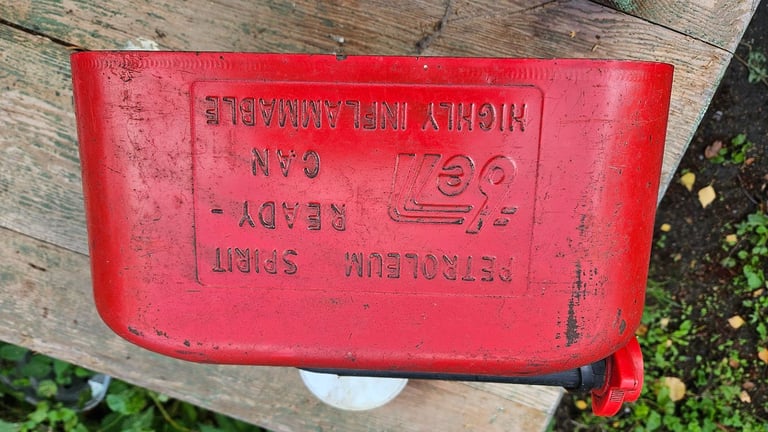 PETROLEUM SPIRIT
READY -
CAN
HIGHLY INFLAMMABLE